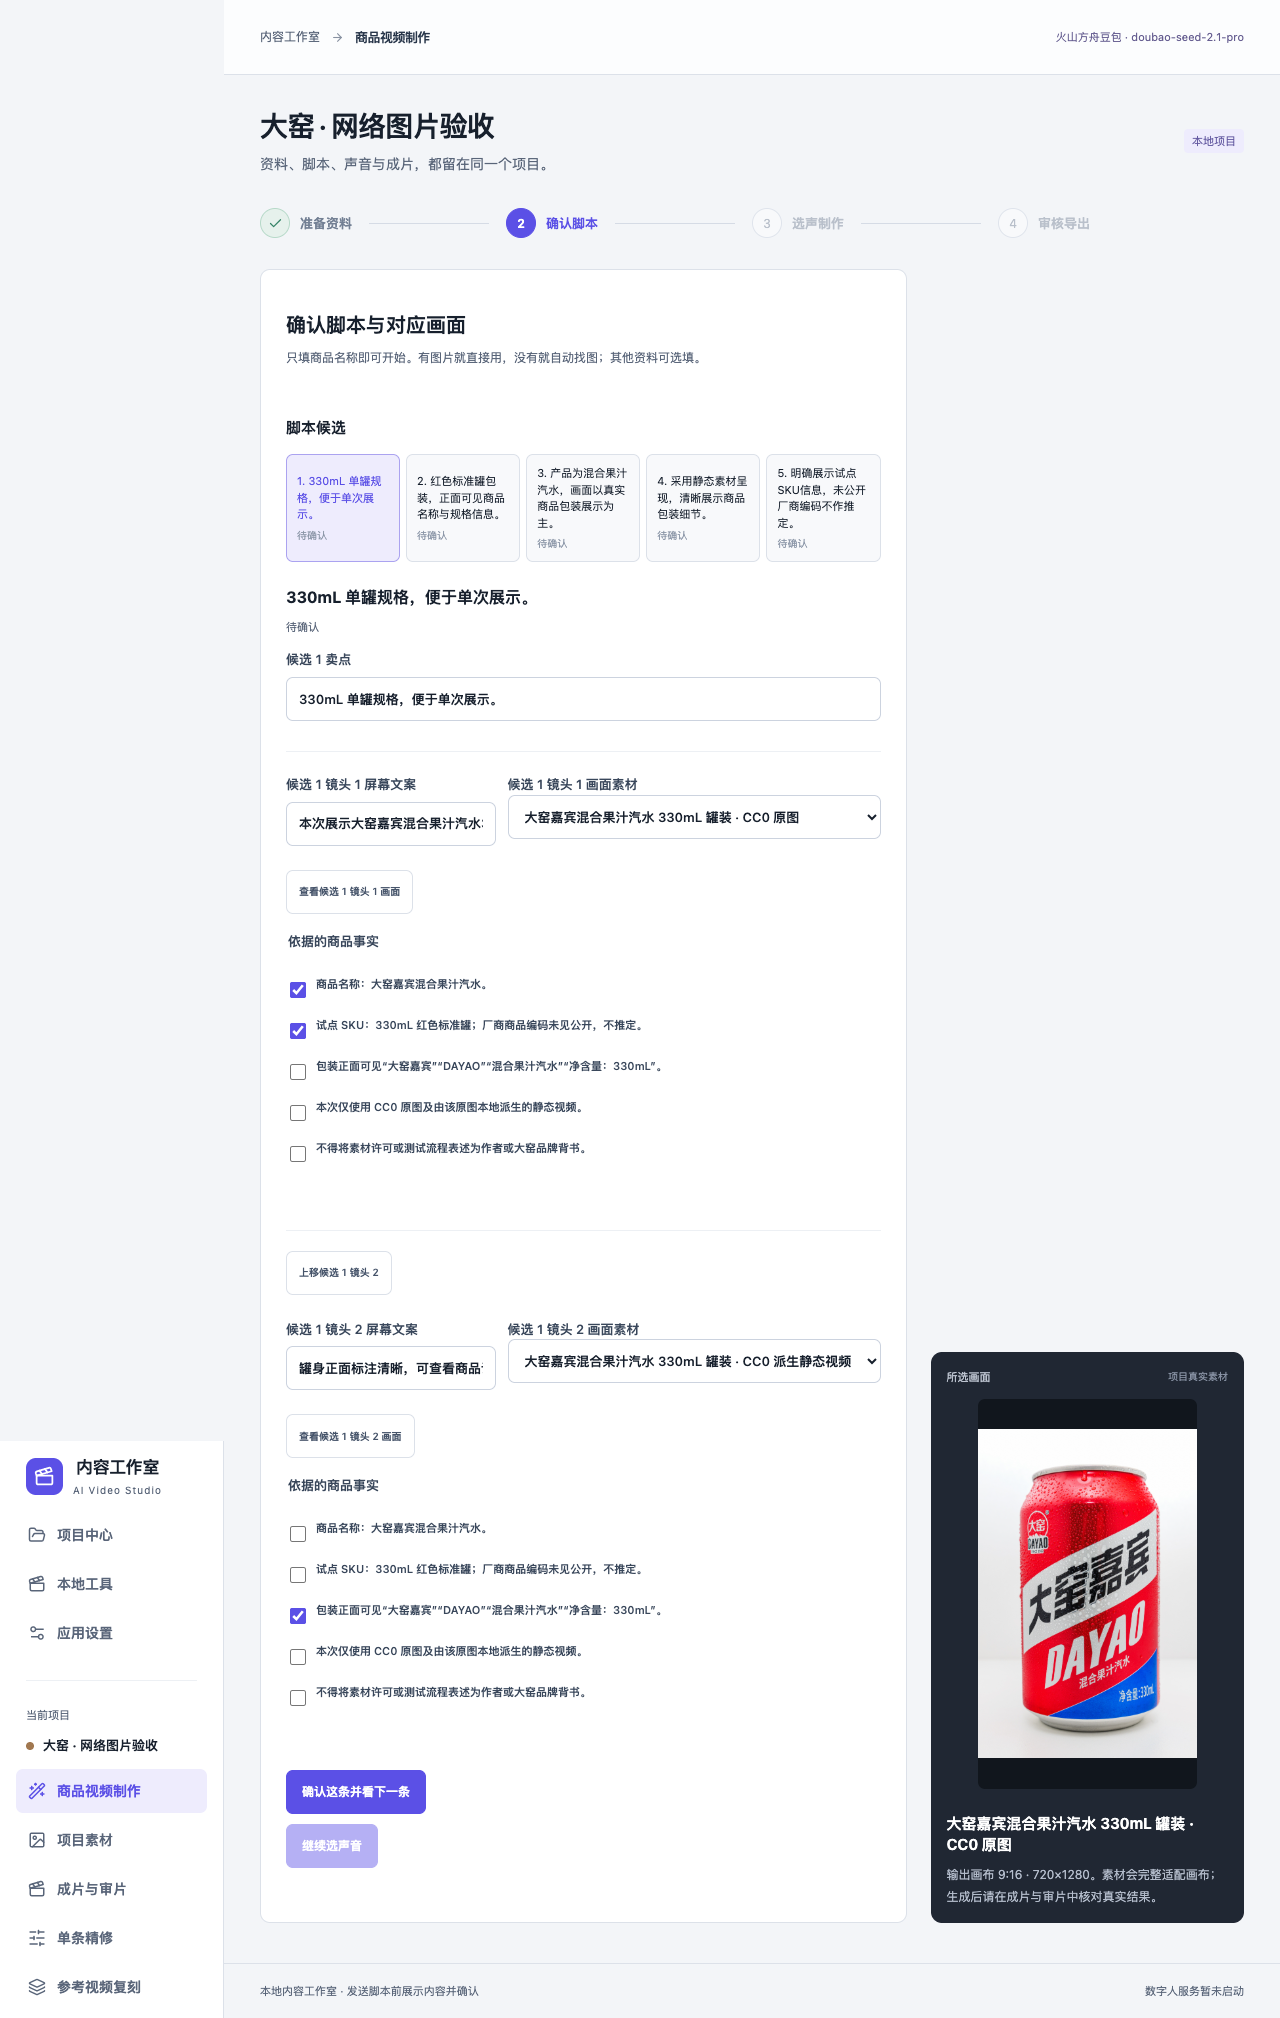 内容工作室 → 商品视频制作
火山方舟豆包 · doubao-seed-2.1-pro
大窑 · 网络图片验收
资料、脚本、声音与成片，都留在同一个项目。
本地项目
准备资料
2 确认脚本
3 选声制作
4 审核导出
确认脚本与对应画面
只填商品名称即可开始。有图片就直接用，没有就自动找图；其他资料可选填。
脚本候选
1. 330mL 单罐规
格，便于单次展
示。
待确认
2. 红色标准罐包
装，正面可见商品
名称与规格信息。
待确认
3. 产品为混合果汁
汽水，画面以真实
商品包装展示为
主。
待确认
4. 采用静态素材呈
现，清晰展示商品
包装细节。
待确认
5. 明确展示试点
SKU信息，未公开
厂商编码不作推
定。
待确认
330mL 单罐规格，便于单次展示。
待确认
候选 1 卖点
330mL 单罐规格，便于单次展示。
候选 1 镜头 1 屏幕文案
本次展示大窑嘉宾混合果汁汽水
候选 1 镜头 1 画面素材
大窑嘉宾混合果汁汽水 330mL 罐装 · CC0 原图
查看候选 1 镜头 1 画面
依据的商品事实
商品名称：大窑嘉宾混合果汁汽水。
试点 SKU：330mL 红色标准罐；厂商商品编码未见公开，不推定。
包装正面可见“大窑嘉宾”“DAYAO”“混合果汁汽水”“净含量：330mL”。
本次仅使用 CC0 原图及由该原图本地派生的静态视频。
不得将素材许可或测试流程表述为作者或大窑品牌背书。
上移候选 1 镜头 2
候选 1 镜头 2 屏幕文案
罐身正面标注清晰，可查看商品
候选 1 镜头 2 画面素材
大窑嘉宾混合果汁汽水 330mL 罐装 · CC0 派生静态视频
查看候选 1 镜头 2 画面
依据的商品事实
商品名称：大窑嘉宾混合果汁汽水。
试点 SKU：330mL 红色标准罐；厂商商品编码未见公开，不推定。
包装正面可见“大窑嘉宾”“DAYAO”“混合果汁汽水”“净含量：330mL”。
本次仅使用 CC0 原图及由该原图本地派生的静态视频。
不得将素材许可或测试流程表述为作者或大窑品牌背书。
确认这条并看下一条
继续选声音
所选画面
项目真实素材
大窑
DAYAO
大窑嘉宾
DAYAO
混合果汁汽水
净含量:330mL
大窑嘉宾混合果汁汽水 330mL 罐装 ·
CC0 原图
输出画布 9:16 · 720×1280。素材会完整适配画布；
生成后请在成片与审片中核对真实结果。
内容工作室
AI Video Studio
项目中心
本地工具
应用设置
当前项目
大窑 · 网络图片验收
商品视频制作
项目素材
成片与审片
单条精修
参考视频复刻
本地内容工作室 · 发送脚本前展示内容并确认
数字人服务暂未启动